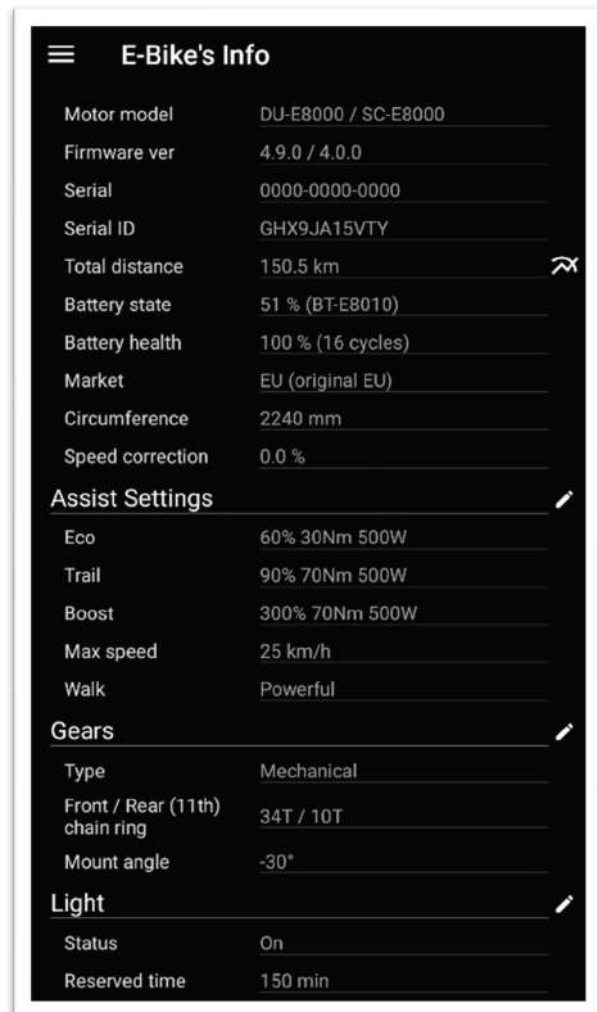 E-Bike's Info
Motor model DU-E8000 / SC-E8000
Firmware ver 4.9.0 / 4.0.0
Serial 0000-0000-0000
Serial ID GHX9JA15VTY
Total distance 150.5 km
Battery state 51 % (BT-E8010)
Battery health 100 % (16 cycles)
Market EU (original EU)
Circumference 2240 mm
Speed correction 0.0 %
Assist Settings
Eco 60% 30Nm 500W
Trail 90% 70Nm 500W
Boost 300% 70Nm 500W
Max speed 25 km/h
Walk Powerful
Gears
Type Mechanical
Front / Rear (11th)
chain ring 34T / 10T
Mount angle -30°
Light
Status On
Reserved time 150 min